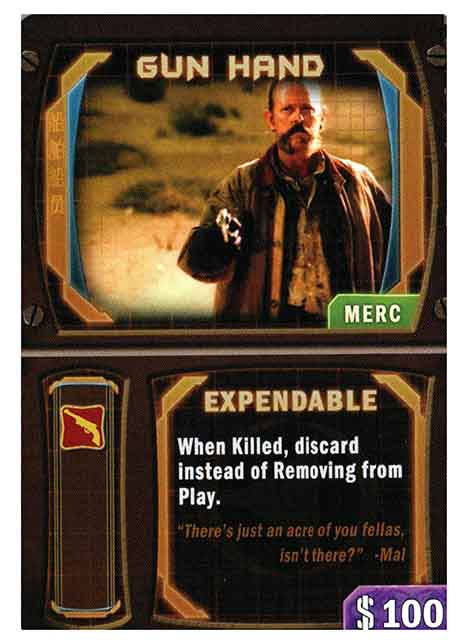 GUN HAND
MERC
EXPENDABLE
When Killed, discard
instead of Removing from
Play.
"There's just an acre of you fellas,
isn't there?" -Mal
$100